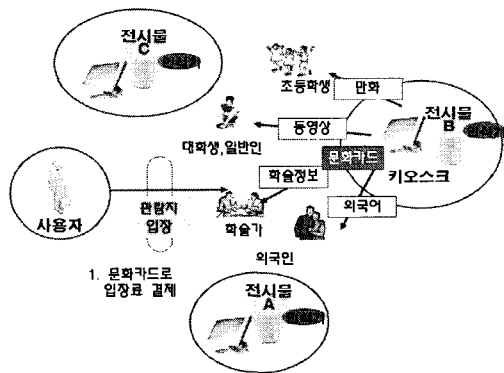 전시물
C
초등학생
만화
전시물
B
동영상
대학생,일반인
문화카드
키오스크
학술정보
외국어
사용자
관람자
입장
학술가
외국인
1. 문화카드로
입장료 결제
전시물
A